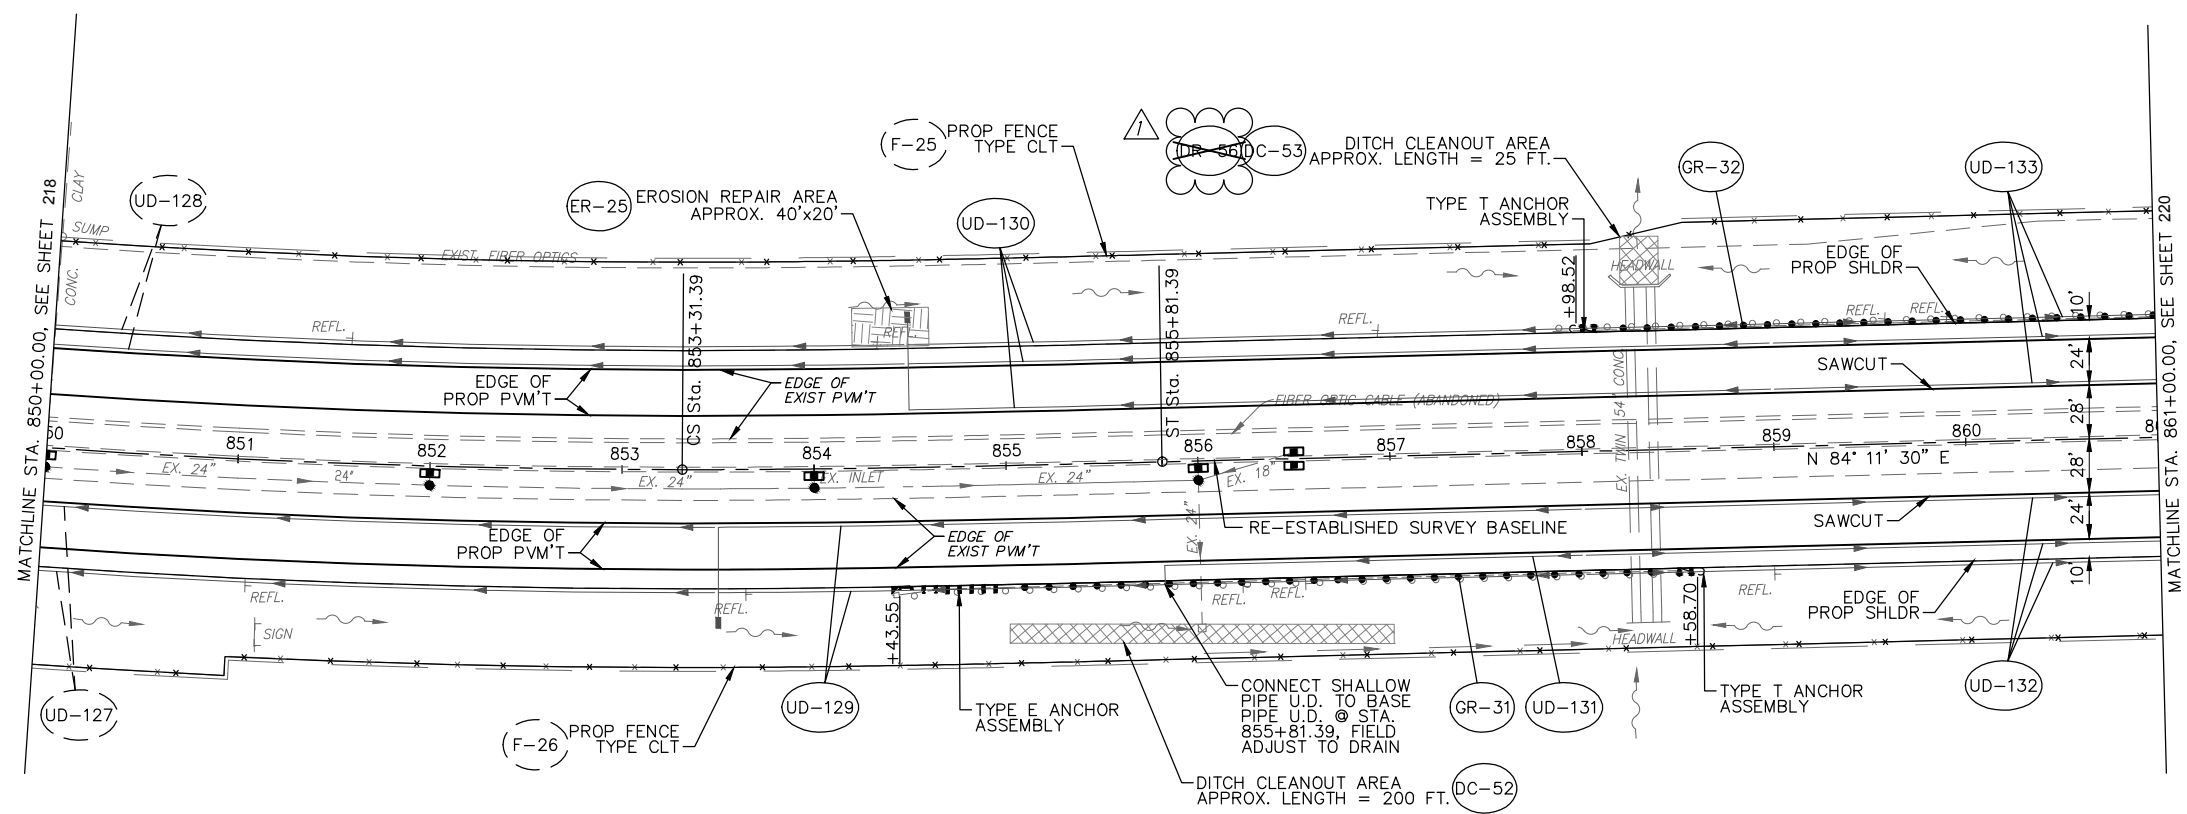 MATCHLINE STA. 850+00.00, SEE SHEET 218
CLAY
SUMP
CONC.
UD-128
ER-25
EROSION REPAIR AREA
APPROX. 40'x20'
F-25
PROP FENCE
TYPE CLT
UD-130
1
DR-56
DC-53
DITCH CLEANOUT AREA
APPROX. LENGTH = 25 FT.
TYPE T ANCHOR
ASSEMBLY
GR-32
UD-133
EXIST FIBER OPTICS
HEADWALL
EDGE OF
PROP SHLDR
+98.52
REFL.
REFL.
REFL.
REFL.
REFL.
10'
CS Sta. 853+31.39
ST Sta. 855+81.39
EDGE OF
PROP PVM'T
EDGE OF
EXIST PVM'T
SAWCUT
24'
FIBER OPTIC CABLE (ABANDONED)
EX. TWIN 54" CONC
28'
50
851
852
853
854
855
856
857
858
859
860
8
N 84° 11' 30" E
EX. 24"
24"
EX. 24"
EX. INLET
EX. 24"
EX. 18"
28'
EX. 24"
RE-ESTABLISHED SURVEY BASELINE
SAWCUT
24'
EDGE OF
PROP PVM'T
EDGE OF
EXIST PVM'T
10'
REFL.
REFL.
REFL.
REFL.
REFL.
SIGN
+43.55
+58.70
HEADWALL
EDGE OF
PROP SHLDR
UD-127
F-26
PROP FENCE
TYPE CLT
UD-129
TYPE E ANCHOR
ASSEMBLY
CONNECT SHALLOW
PIPE U.D. TO BASE
PIPE U.D. @ STA.
855+81.39, FIELD
ADJUST TO DRAIN
GR-31
UD-131
TYPE T ANCHOR
ASSEMBLY
UD-132
DITCH CLEANOUT AREA
APPROX. LENGTH = 200 FT.
DC-52
MATCHLINE STA. 861+00.00, SEE SHEET 220